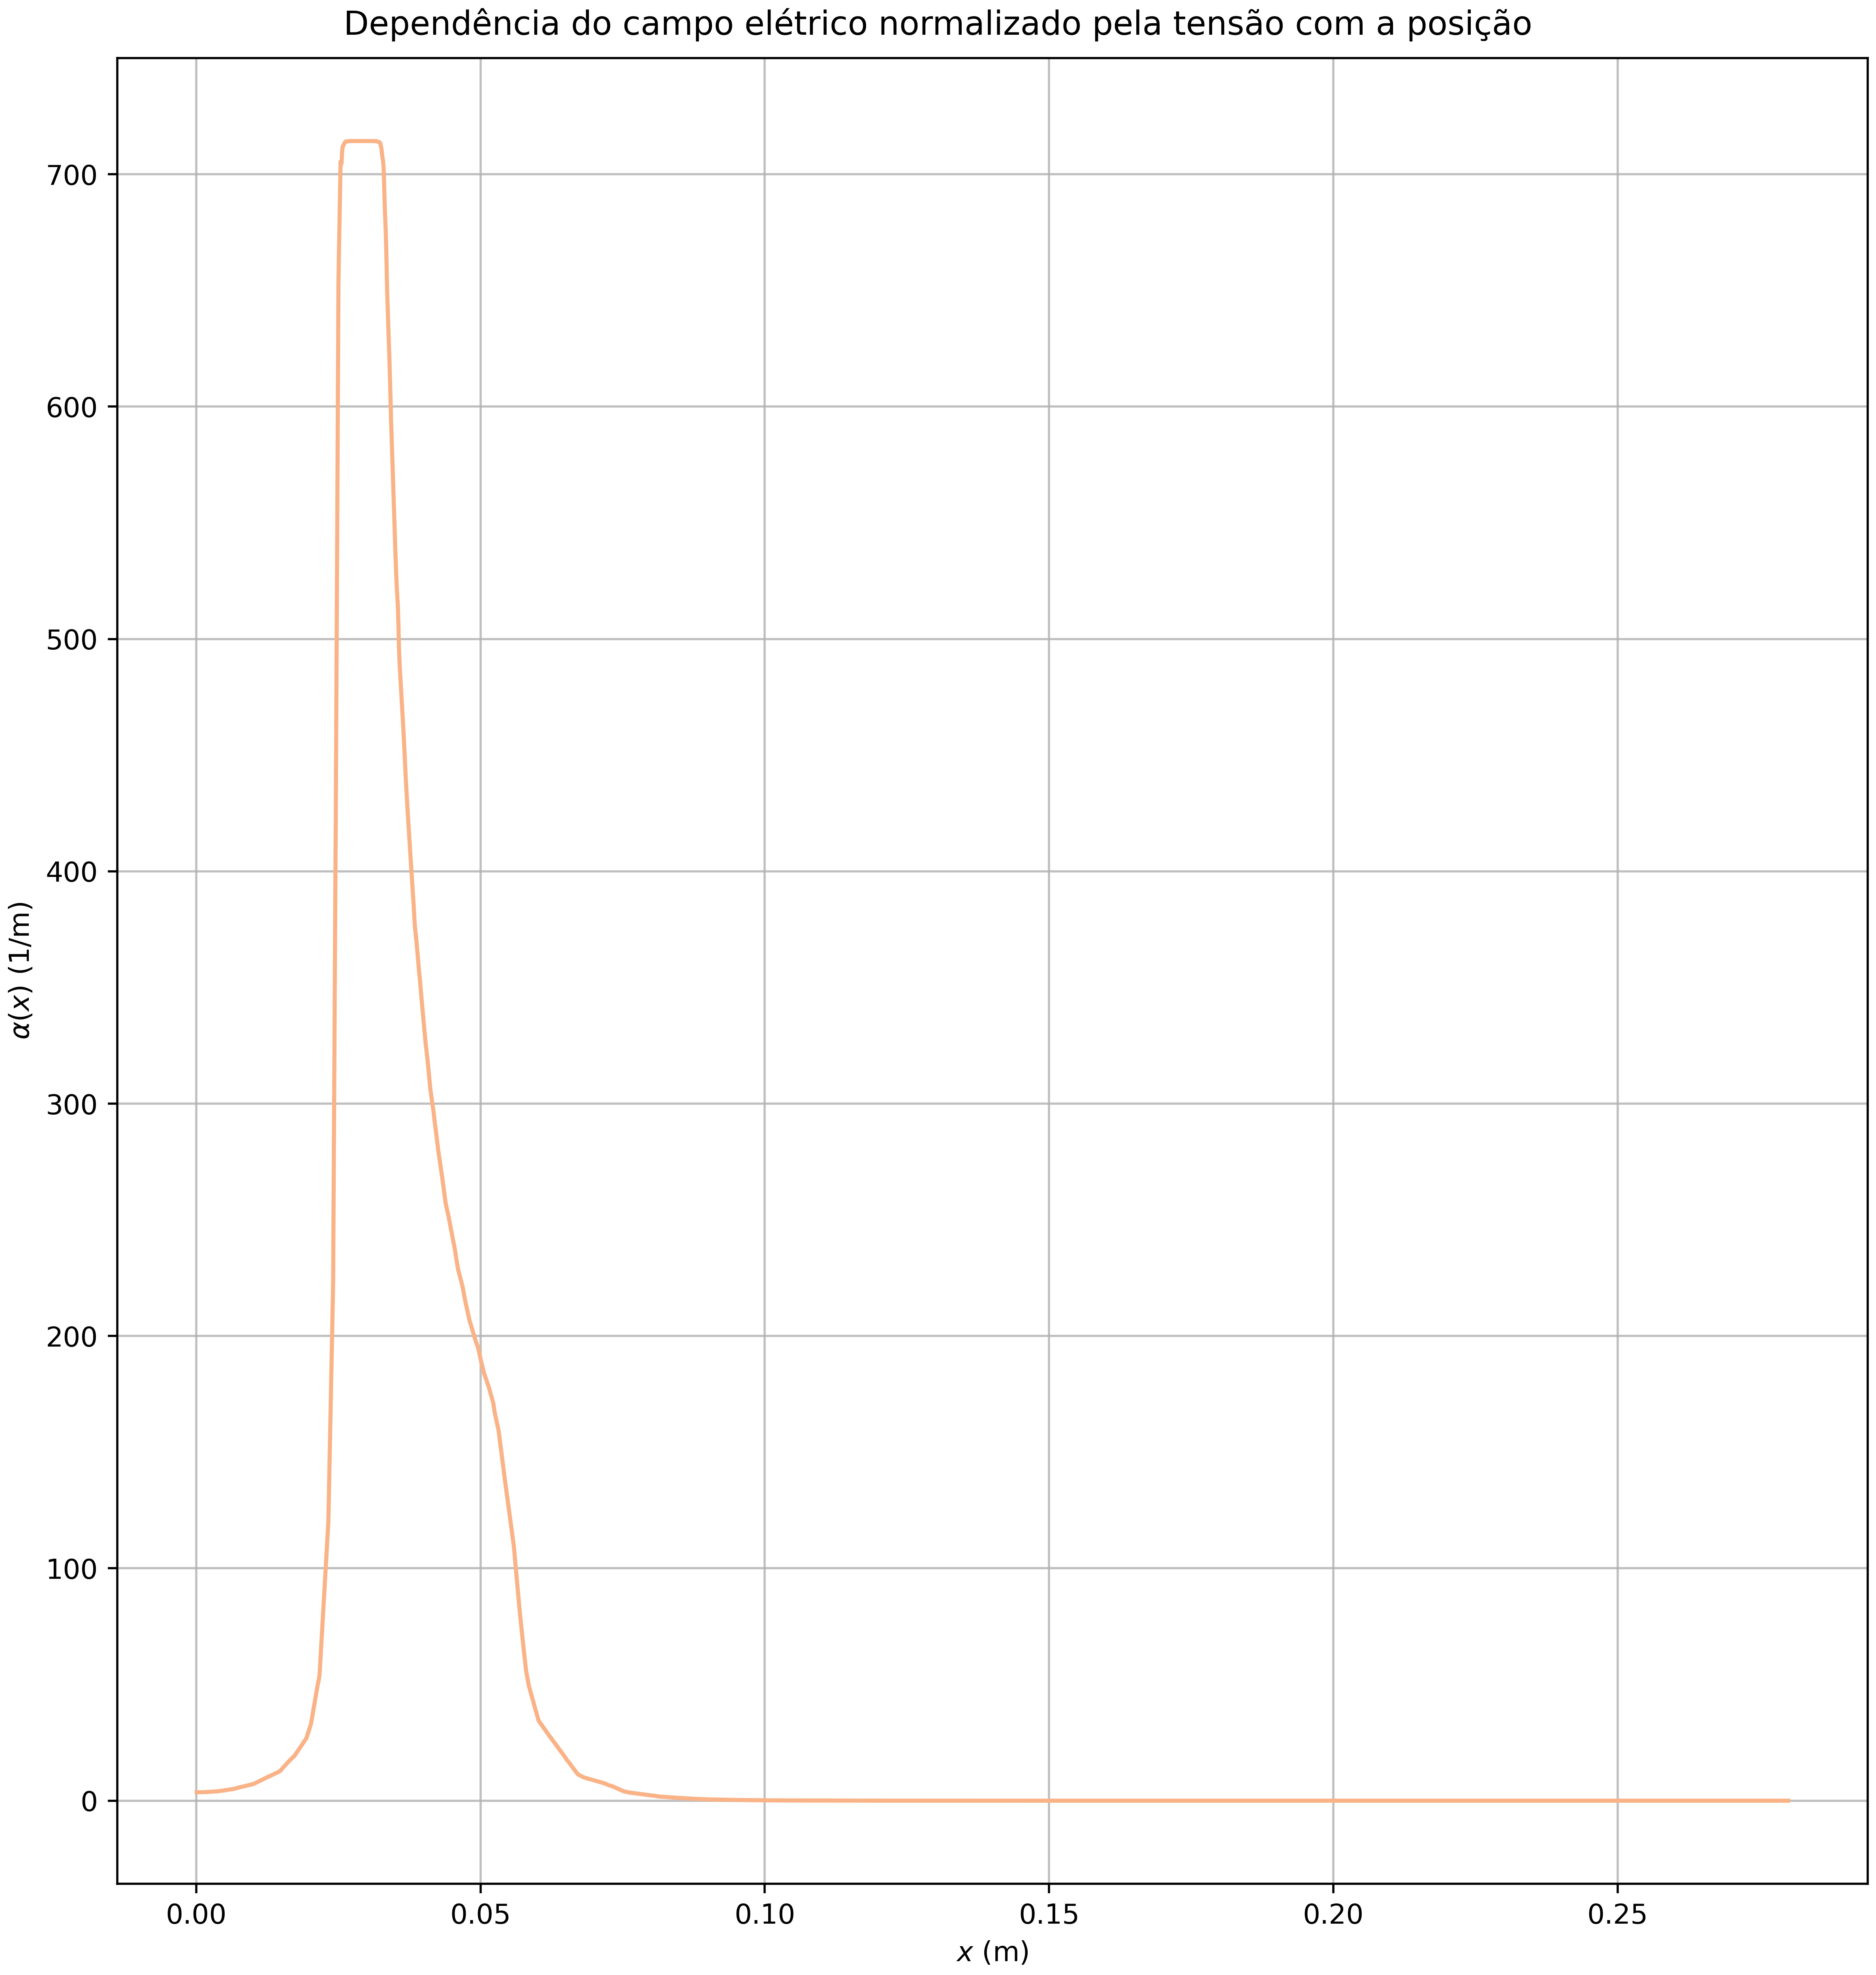 Dependência do campo elétrico normalizado pela tensão com a posição
700
600
500
400
300
200
100
0
α(x) (1/m)
0.00 0.05 0.10 0.15 0.20 0.25
x (m)